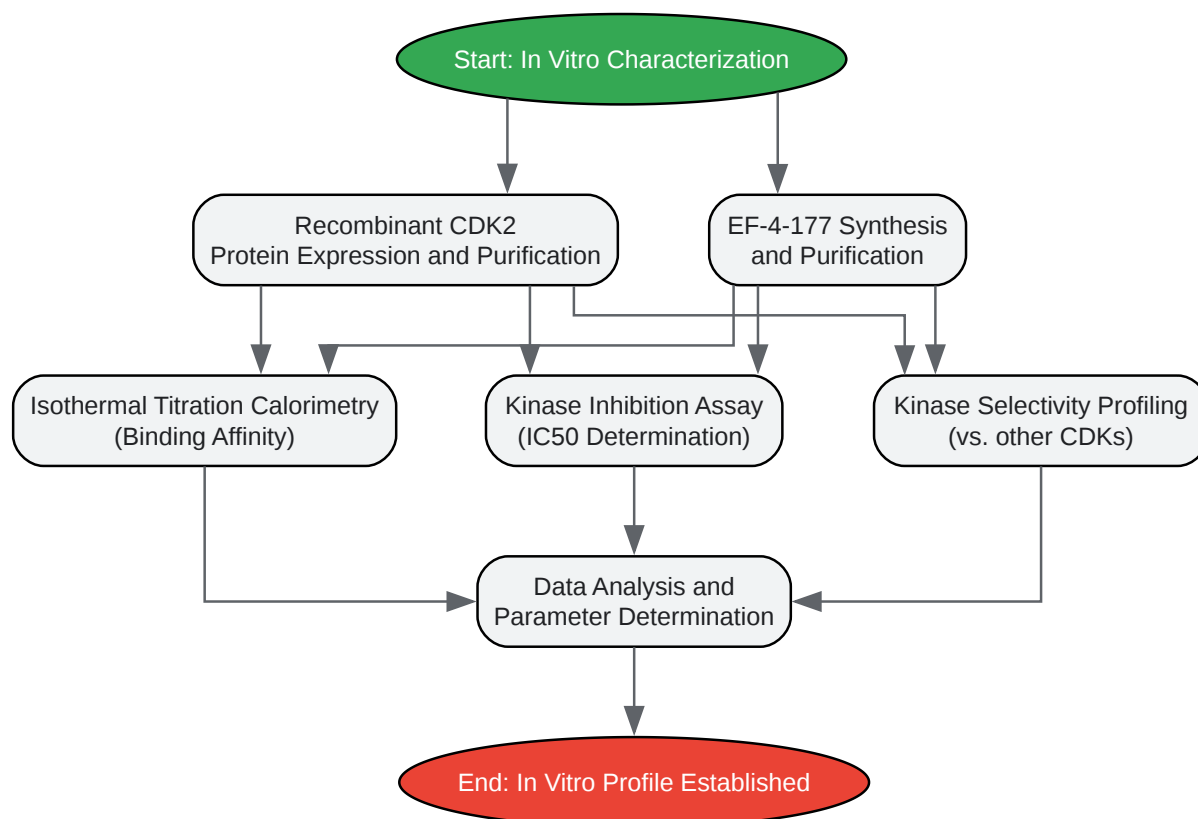 Start: In Vitro Characterization
Recombinant CDK2
Protein Expression and Purification
EF-4-177 Synthesis
and Purification
Isothermal Titration Calorimetry
(Binding Affinity)
Kinase Inhibition Assay
(IC50 Determination)
Kinase Selectivity Profiling
(vs. other CDKs)
Data Analysis and
Parameter Determination
End: In Vitro Profile Established